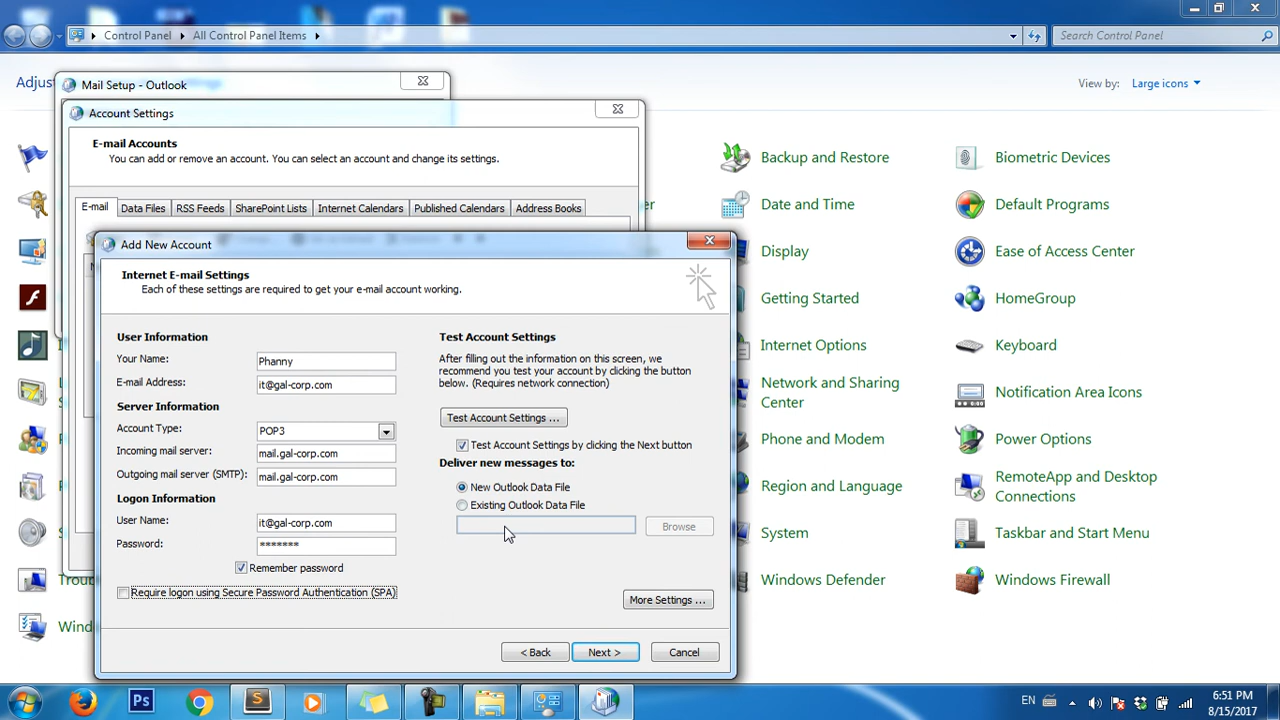 Control Panel
All Control Panel Items
Search Control Panel
Adjus
View by:
Large icons
Mail Setup - Outlook
Account Settings
E-mail Accounts
You can add or remove an account. You can select an account and change its settings.
E-mail
Data Files
RSS Feeds
SharePoint Lists
Internet Calendars
Published Calendars
Address Books
Add New Account
Internet E-mail Settings
Each of these settings are required to get your e-mail account working.
User Information
Your Name:
Phanny
E-mail Address:
it@gal-corp.com
Server Information
Account Type:
POP3
Incoming mail server:
mail.gal-corp.com
Outgoing mail server (SMTP):
mail.gal-corp.com
Logon Information
User Name:
it@gal-corp.com
Password:
*******
Remember password
Require logon using Secure Password Authentication (SPA)
Test Account Settings
After filling out the information on this screen, we
recommend you test your account by clicking the button
below. (Requires network connection)
Test Account Settings ...
Test Account Settings by clicking the Next button
Deliver new messages to:
New Outlook Data File
Existing Outlook Data File
Browse
More Settings ...
< Back
Next >
Cancel
Backup and Restore
Biometric Devices
Date and Time
Default Programs
Display
Ease of Access Center
Getting Started
HomeGroup
Internet Options
Keyboard
Network and Sharing
Center
Notification Area Icons
Phone and Modem
Power Options
Region and Language
RemoteApp and Desktop
Connections
System
Taskbar and Start Menu
Windows Defender
Windows Firewall
Trou
Wind
EN
6:51 PM
8/15/2017